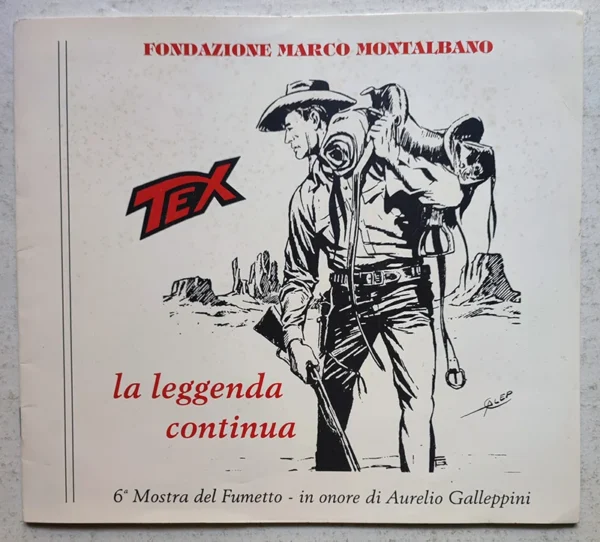 FONDAZIONE MARCO MONTALBANO
TEX
la leggenda
continua
GALEP
6ª Mostra del Fumetto - in onore di Aurelio Galleppini